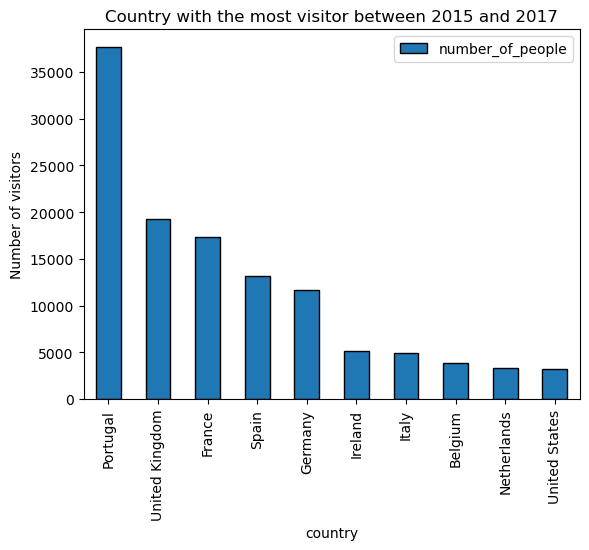 Country with the most visitor between 2015 and 2017
number_of_people
Number of visitors
35000
30000
25000
20000
15000
10000
5000
0
Portugal
United Kingdom
France
Spain
Germany
Ireland
Italy
Belgium
Netherlands
United States
country